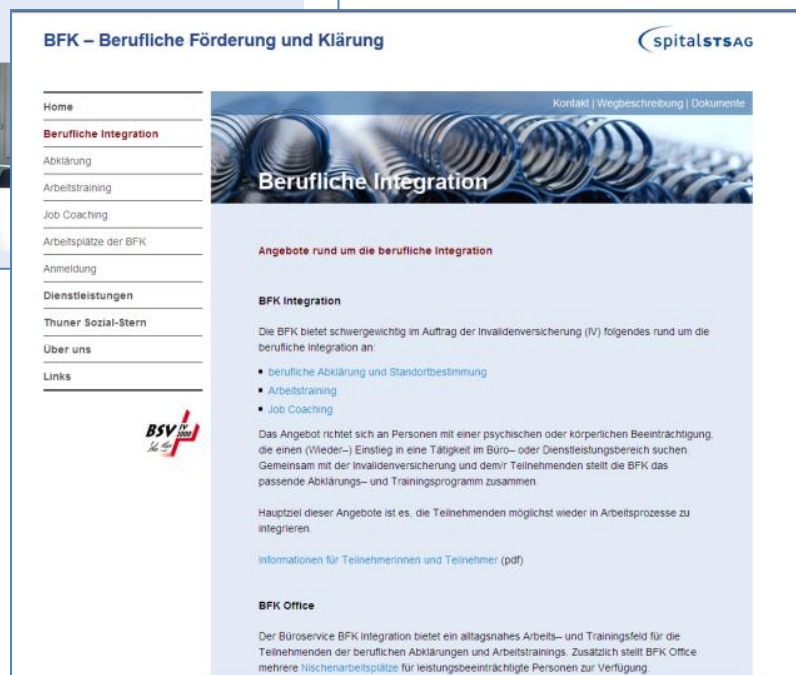 BFK – Berufliche Förderung und Klärung
spitalSTSAG
Home
Berufliche Integration
Abklärung
Arbeitstraining
Job Coaching
Arbeitsplätze der BFK
Anmeldung
Dienstleistungen
Thuner Sozial-Stern
Über uns
Links
BSV IV
2000
Kontakt | Wegbeschreibung | Dokumente
Berufliche Integration
Angebote rund um die berufliche Integration
BFK Integration
Die BFK bietet schwergewichtig im Auftrag der Invalidenversicherung (IV) folgendes rund um die
berufliche Integration an:
berufliche Abklärung und Standortbestimmung
Arbeitstraining
Job Coaching
Das Angebot richtet sich an Personen mit einer psychischen oder körperlichen Beeinträchtigung,
die einen (Wieder–) Einstieg in eine Tätigkeit im Büro– oder Dienstleistungsbereich suchen.
Gemeinsam mit der Invalidenversicherung und dem/r Teilnehmenden stellt die BFK das
passende Abklärungs– und Trainingsprogramm zusammen.
Hauptziel dieser Angebote ist es, die Teilnehmenden möglichst wieder in Arbeitsprozesse zu
integrieren.
Informationen für Teilnehmerinnen und Teilnehmer (pdf)
BFK Office
Der Büroservice BFK Integration bietet ein alltagsnahes Arbeits– und Trainingsfeld für die
Teilnehmenden der beruflichen Abklärungen und Arbeitstrainings. Zusätzlich stellt BFK Office
mehrere Nischenarbeitsplätze für leistungsbeeinträchtigte Personen zur Verfügung.